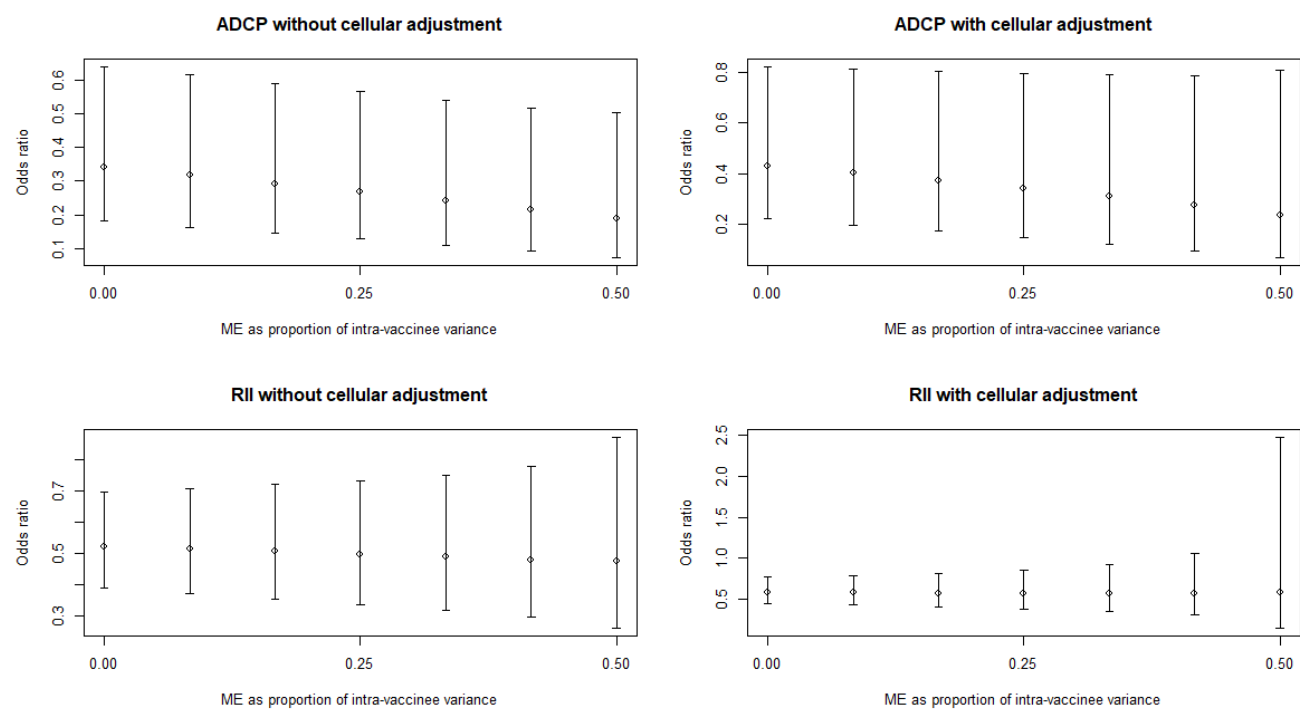 ADCP without cellular adjustment
Odds ratio
0.1 0.2 0.3 0.4 0.5 0.6
0.00 0.25 0.50
ME as proportion of intra-vaccinee variance
ADCP with cellular adjustment
Odds ratio
0.2 0.4 0.6 0.8
0.00 0.25 0.50
ME as proportion of intra-vaccinee variance
RII without cellular adjustment
Odds ratio
0.3 0.5 0.7
0.00 0.25 0.50
ME as proportion of intra-vaccinee variance
RII with cellular adjustment
Odds ratio
0.5 1.0 1.5 2.0 2.5
0.00 0.25 0.50
ME as proportion of intra-vaccinee variance